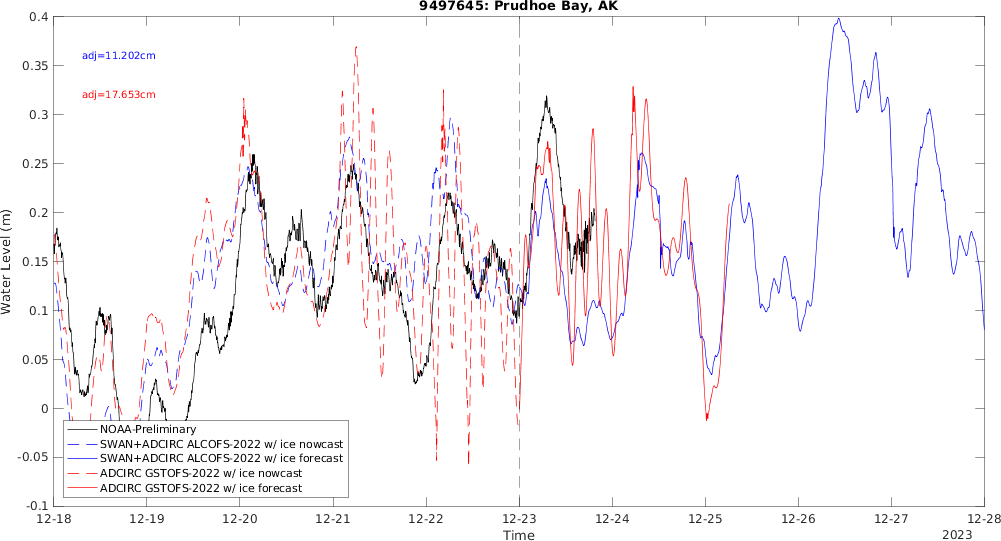 9497645: Prudhoe Bay, AK
adj=11.202cm
adj=17.653cm
Water Level (m)
0.4
0.35
0.3
0.25
0.2
0.15
0.1
0.05
0
-0.05
-0.1
NOAA-Preliminary
SWAN+ADCIRC ALCOFS-2022 w/ ice nowcast
SWAN+ADCIRC ALCOFS-2022 w/ ice forecast
ADCIRC GSTOFS-2022 w/ ice nowcast
ADCIRC GSTOFS-2022 w/ ice forecast
12-18 12-19 12-20 12-21 12-22 12-23 12-24 12-25 12-26 12-27 12-28
Time
2023